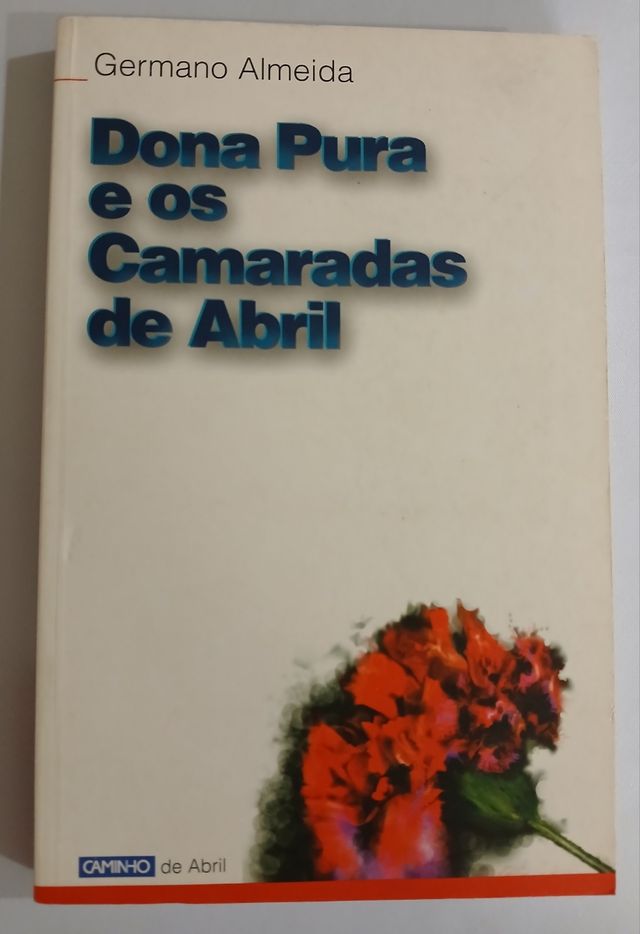 Germano Almeida
Dona Pura
e os
Camaradas
de Abril
CAMINHO de Abril